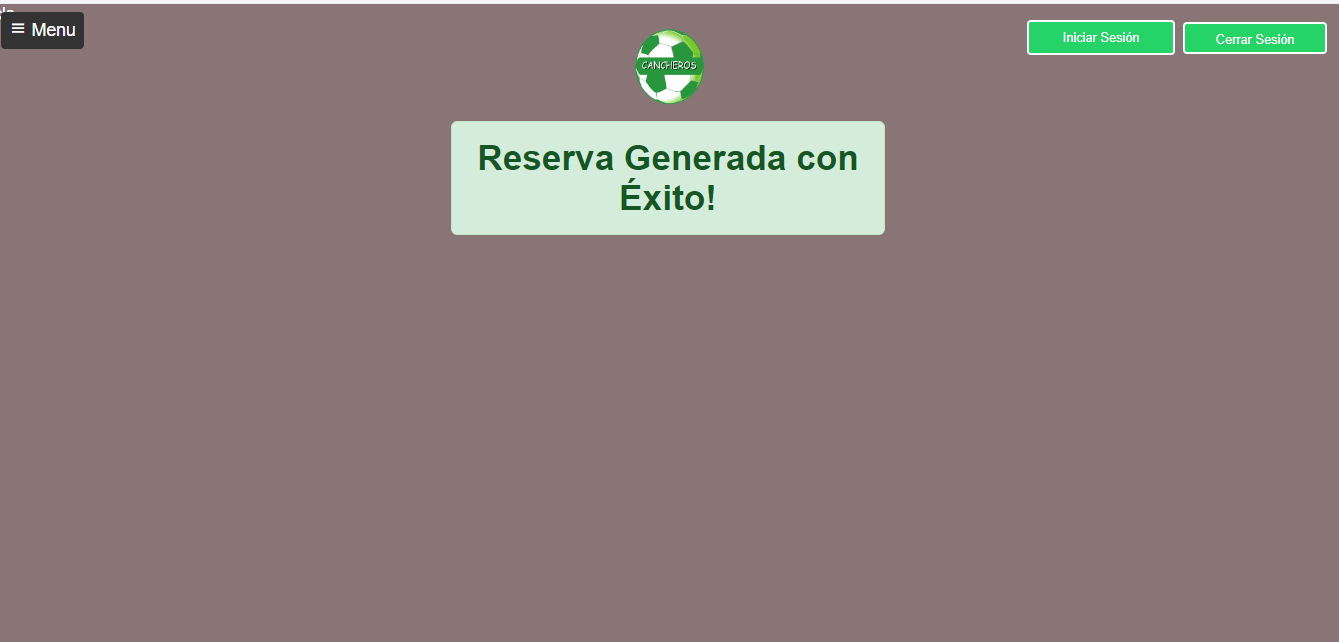 Menu
CANCHEROS
Iniciar Sesión
Cerrar Sesión
Reserva Generada con
Éxito!